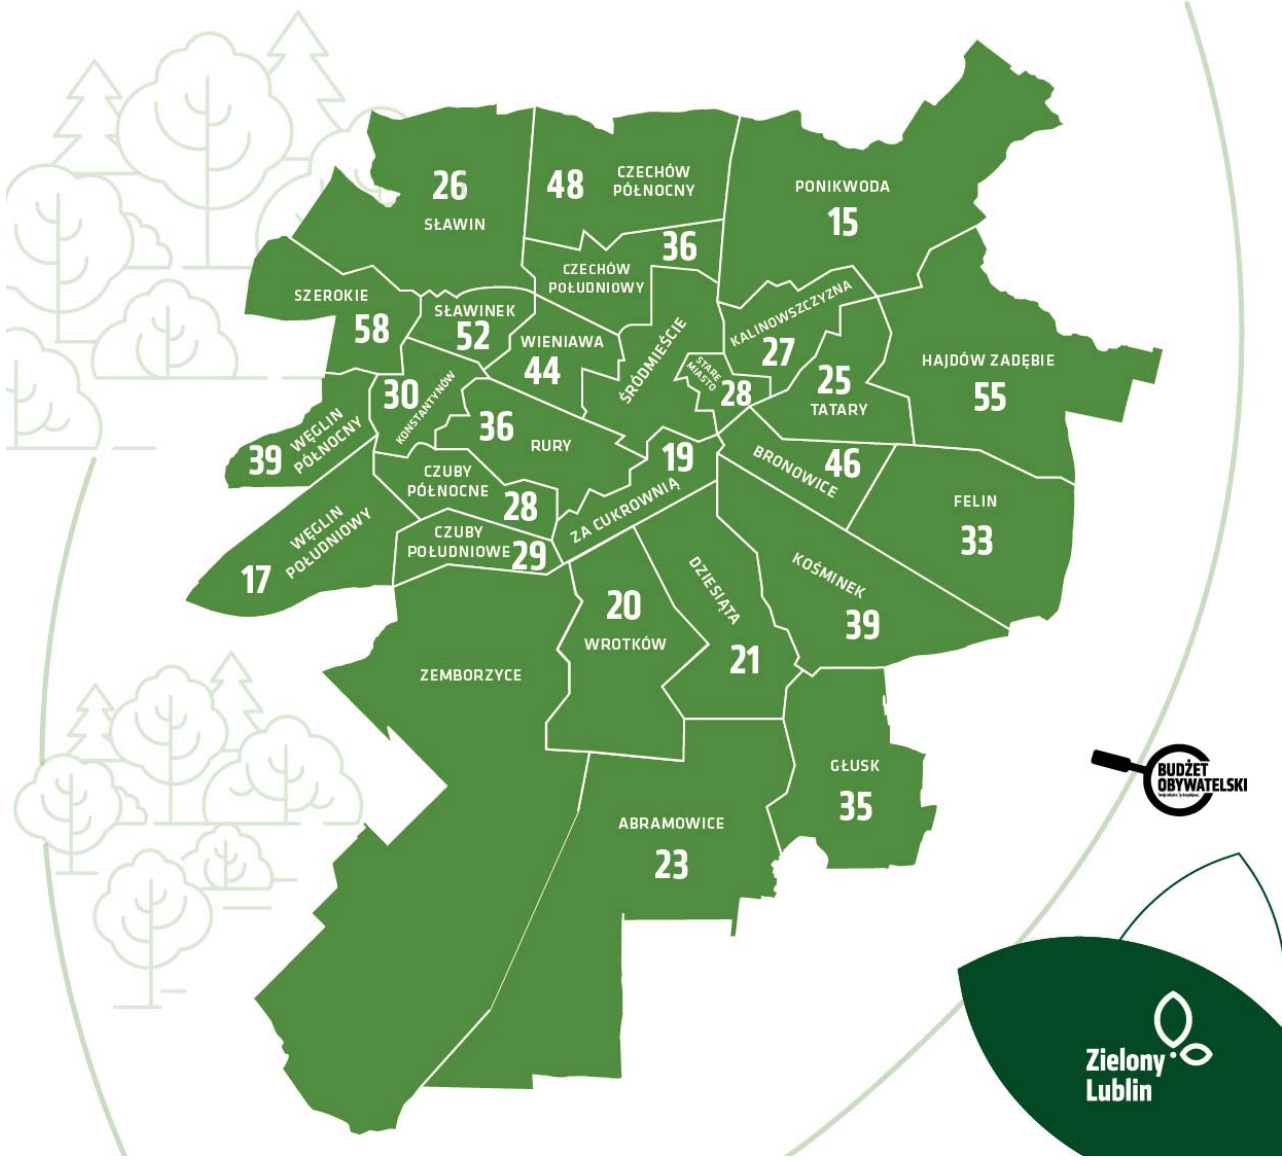 26
SŁAWIN
48
CZECHÓW
PÓŁNOCNY
PONIKWODA
15
36
CZECHÓW
POŁUDNIOWY
SZEROKIE
58
SŁAWINEK
52
WIENIAWA
44
ŚRÓDMIEŚCIE
KALINOWSZCZYZNA
27
STARE
MIASTO
28
25
TATARY
HAJDÓW ZADĘBIE
55
30
KONSTANTYNÓW
39
WĘGLIN
PÓŁNOCNY
36
RURY
19
ZA CUKROWNIĄ
BRONOWICE
46
FELIN
33
CZUBY
PÓŁNOCNE
28
CZUBY
POŁUDNIOWE
29
WĘGLIN
POŁUDNIOWY
17
20
WROTKÓW
DZIESIĄTA
21
KOŚMINEK
39
ZEMBORZYCE
GŁUSK
35
ABRAMOWICE
23
BUDŻET
OBYWATELSKI
Zielony
Lublin